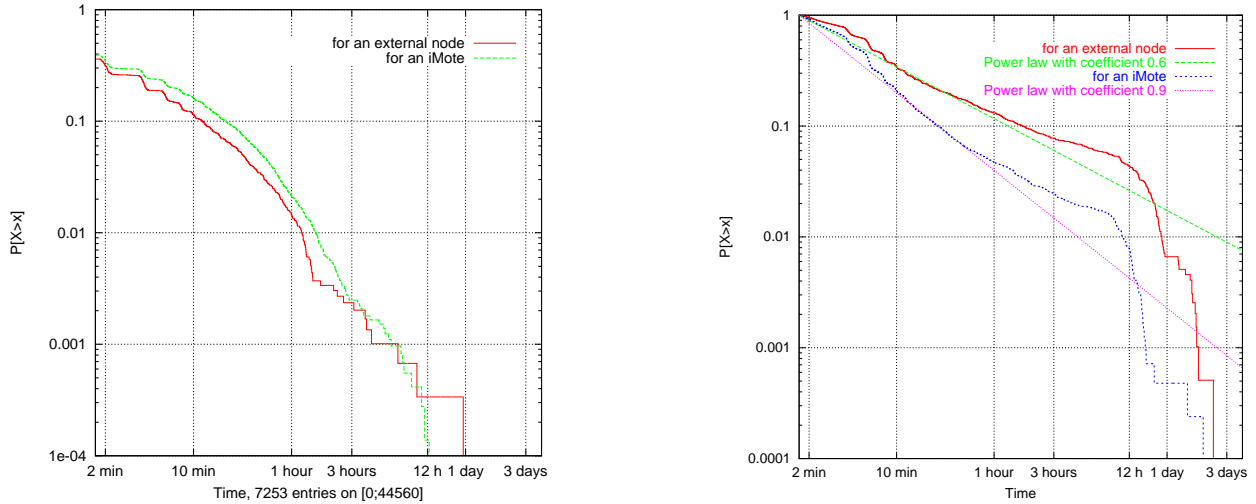 1
0.1
0.01
0.001
1e-04
P[X>x]
for an external node
for an iMote
2 min 10 min 1 hour 3 hours 12 h 1 day 3 days
Time, 7253 entries on [0;44560]
1
0.1
0.01
0.001
0.0001
P[X>x]
for an external node
Power law with coefficient 0.6
for an iMote
Power law with coefficient 0.9
2 min 10 min 1 hour 3 hours 12 h 1 day 3 days
Time